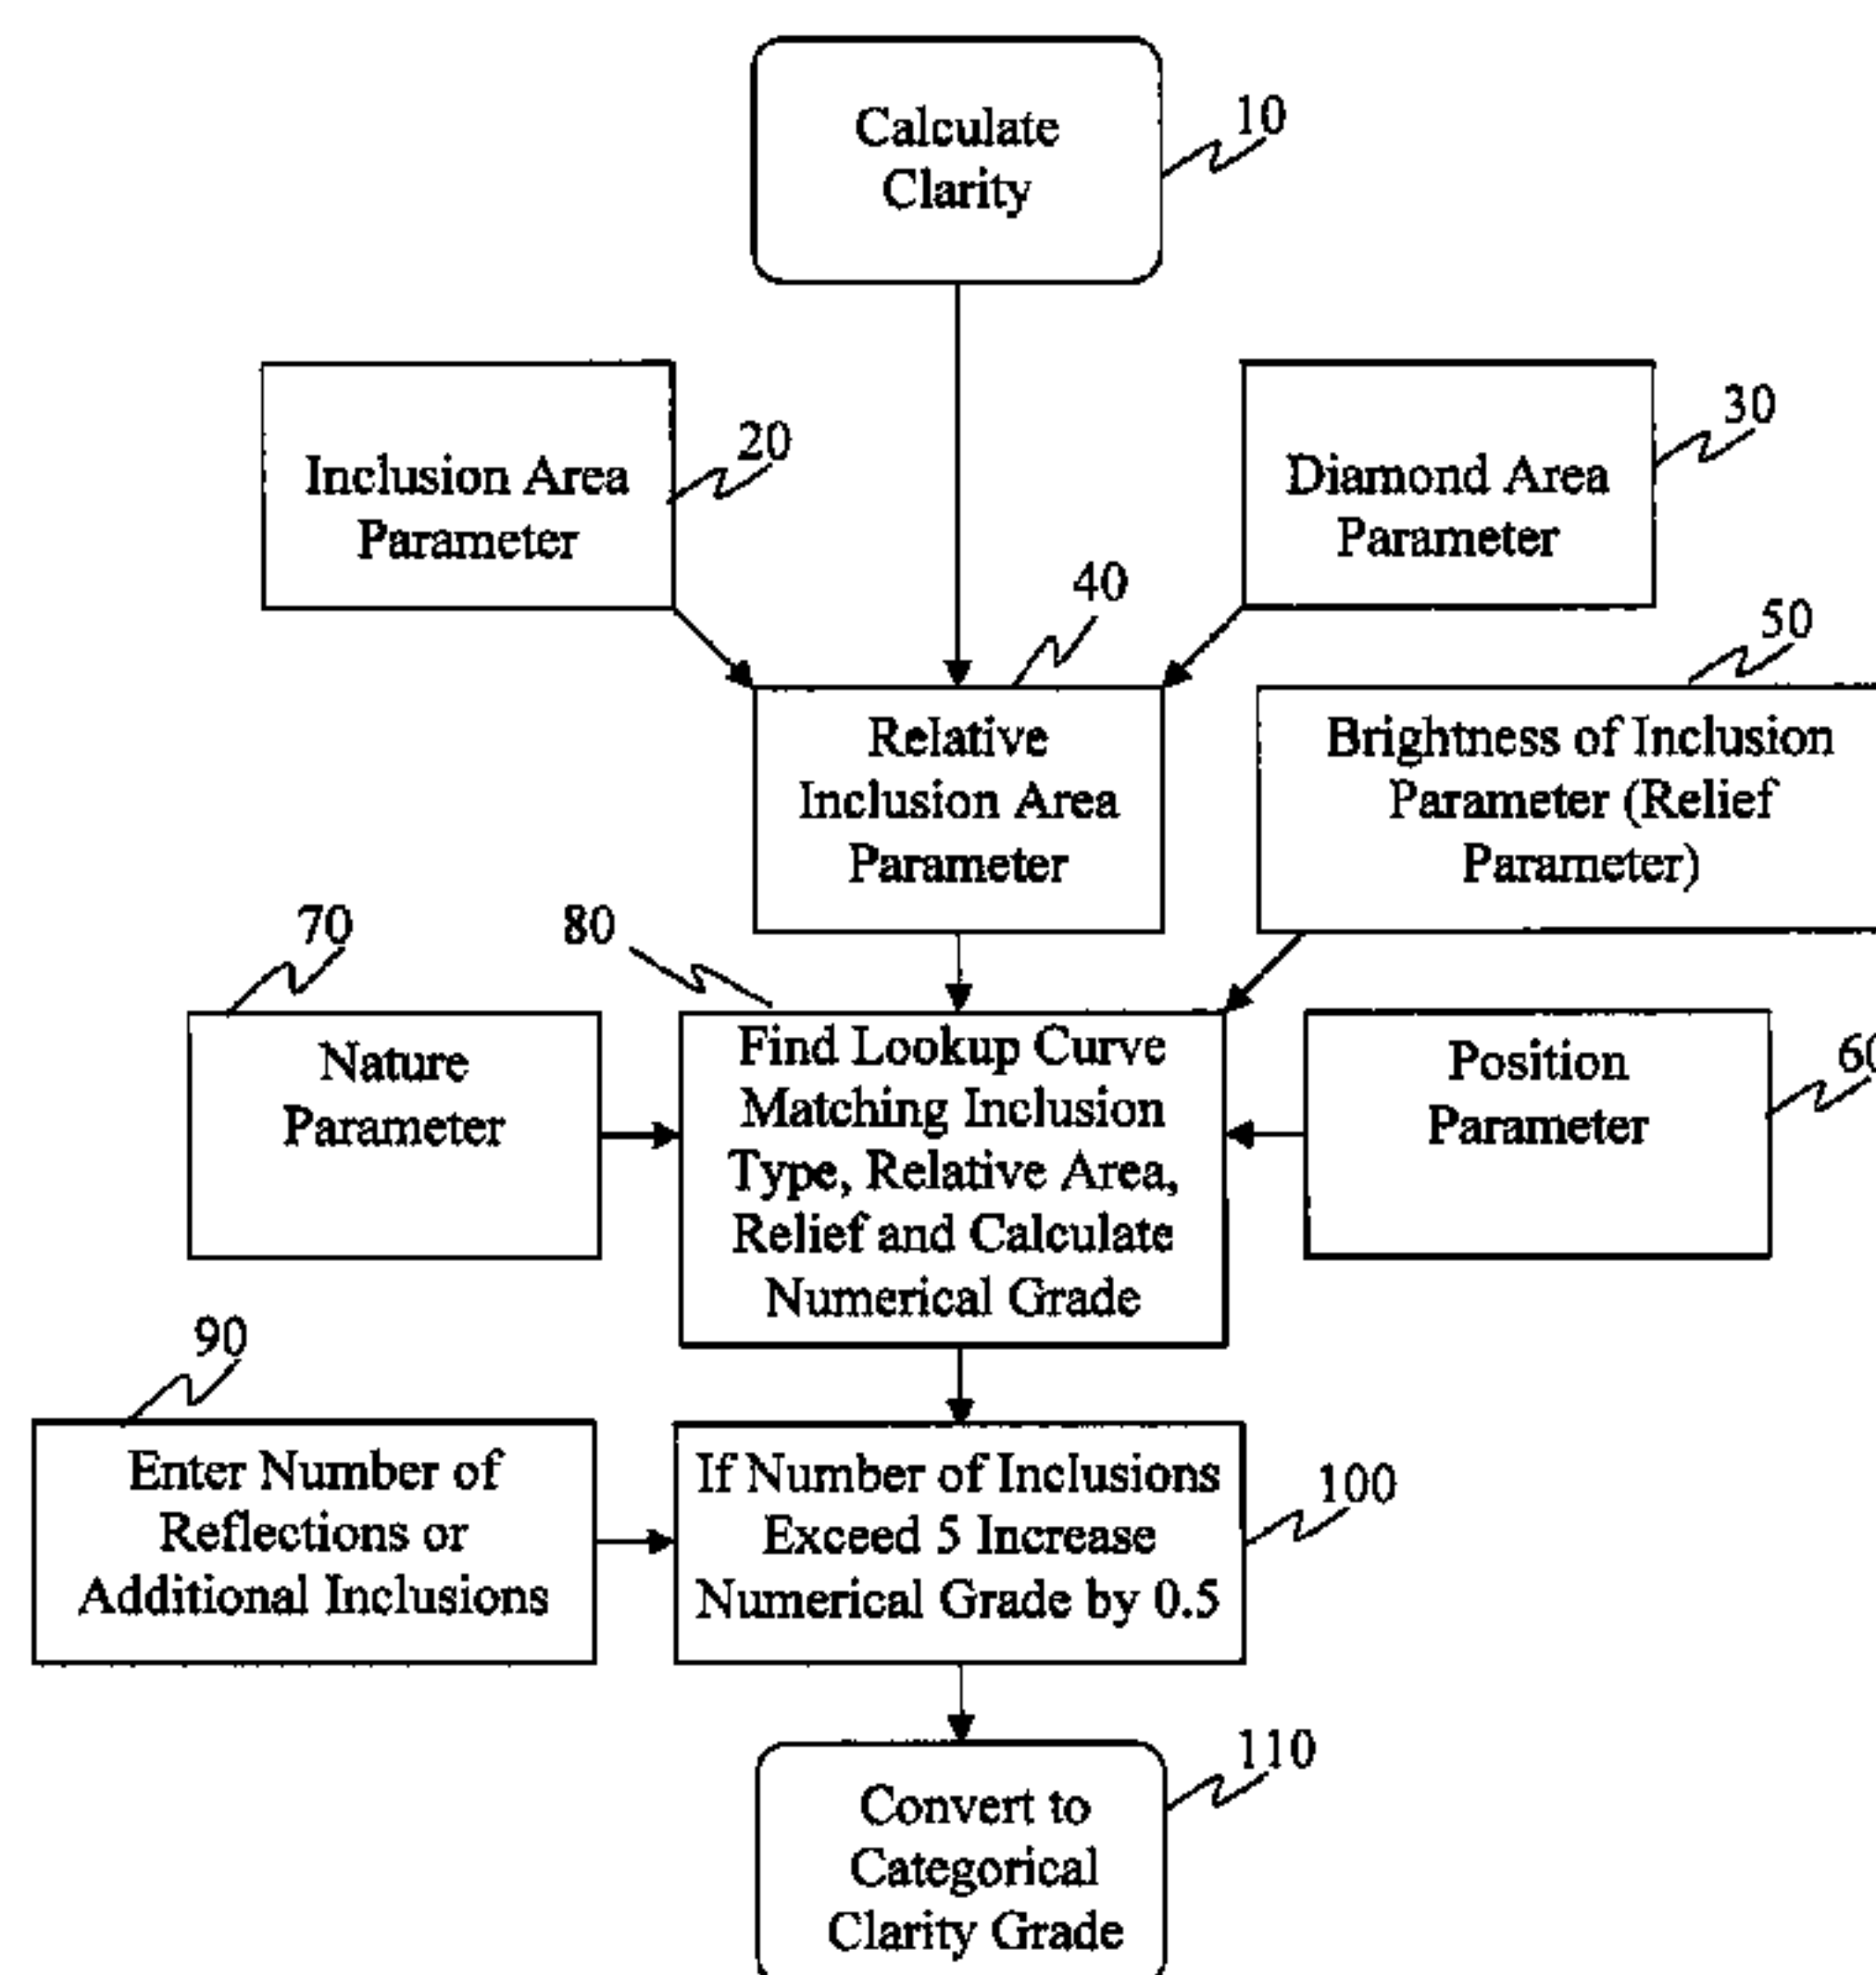 Calculate
Clarity
10
Inclusion Area
Parameter
20
Diamond Area
Parameter
30
40
Relative
Inclusion Area
Parameter
50
Brightness of Inclusion
Parameter (Relief
Parameter)
70
Nature
Parameter
80
Find Lookup Curve
Matching Inclusion
Type, Relative Area,
Relief and Calculate
Numerical Grade
Position
Parameter
60
90
Enter Number of
Reflections or
Additional Inclusions
If Number of Inclusions
Exceed 5 Increase
Numerical Grade by 0.5
100
Convert to
Categorical
Clarity Grade
110